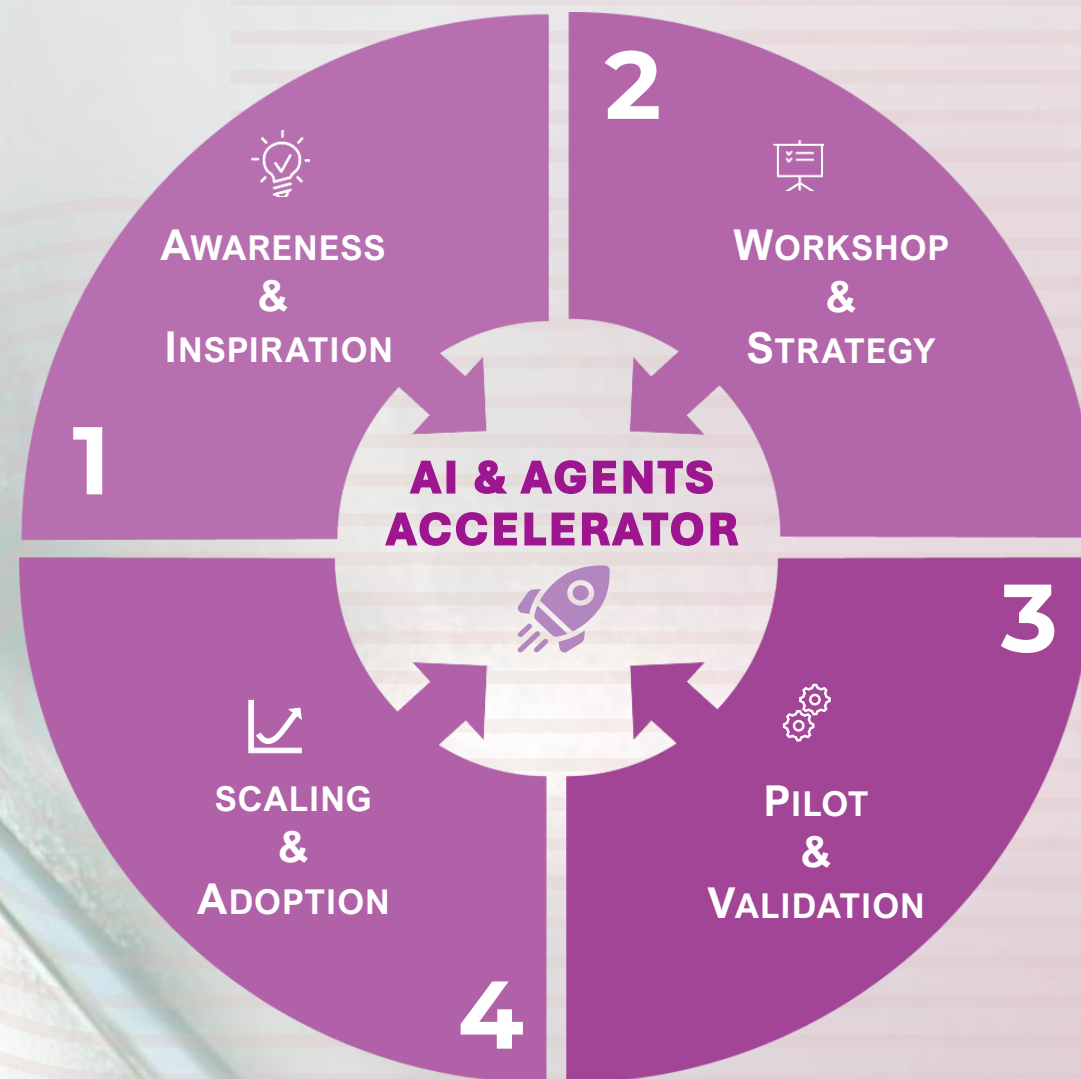 1
AWARENESS
&
INSPIRATION
2
WORKSHOP
&
STRATEGY
AI & AGENTS
ACCELERATOR
3
PILOT
&
VALIDATION
4
SCALING
&
ADOPTION